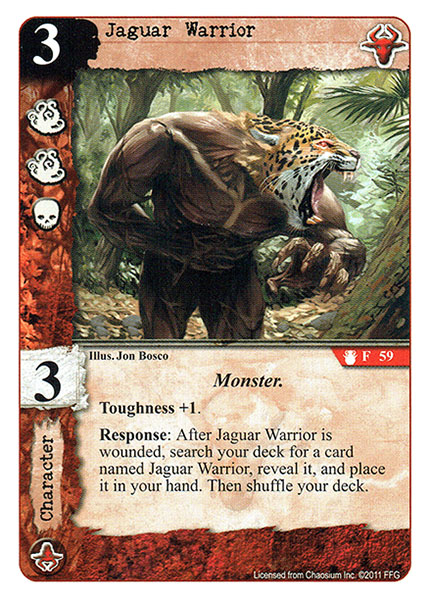 3
Jaguar Warrior
Illus. Jon Bosco
F 59
3
Monster.
Toughness +1.
Response: After Jaguar Warrior is
wounded, search your deck for a card
named Jaguar Warrior, reveal it, and place
it in your hand. Then shuffle your deck.
Character
Licensed from Chaosium Inc. ©2011 FFG